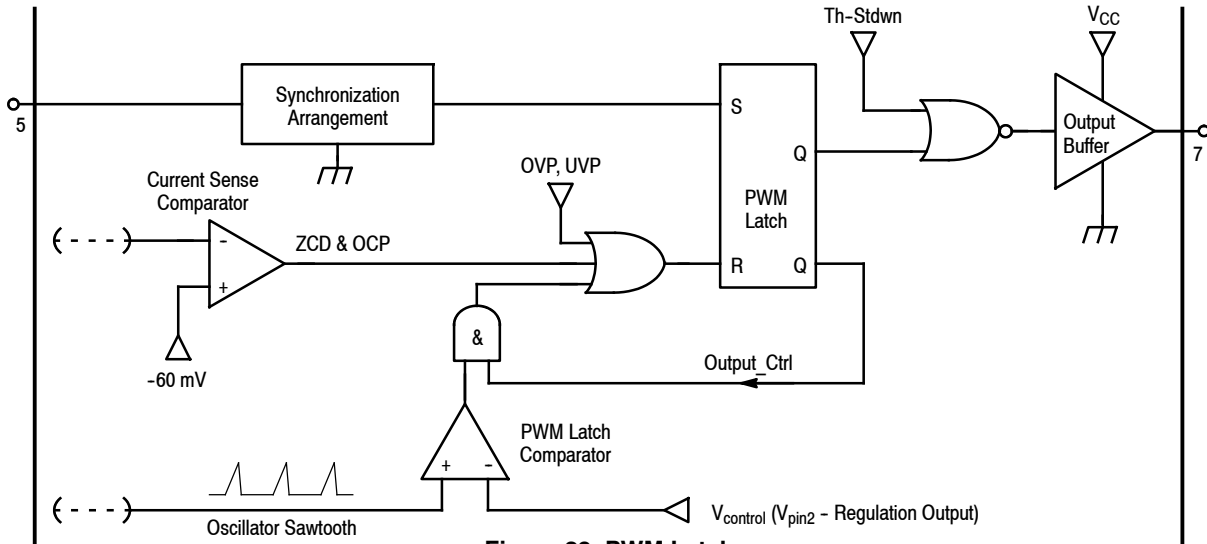 Th-Stdwn
VCC
5
Synchronization
Arrangement
S
Q
Output
Buffer
7
OVP, UVP
Current Sense
Comparator
-
ZCD & OCP
PWM
Latch
R
Q
+
&
-60 mV
Output_Ctrl
PWM Latch
Comparator
+ -
Oscillator Sawtooth
Vcontrol (Vpin2 - Regulation Output)